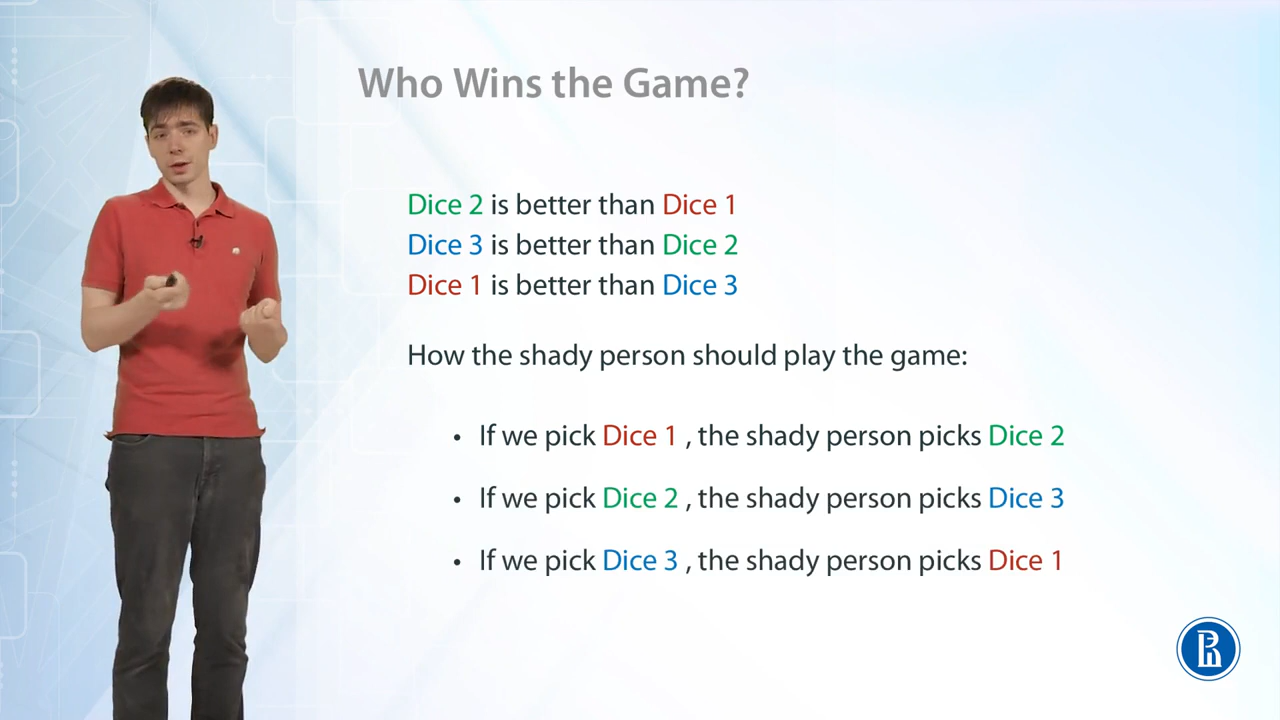 Who Wins the Game?
Dice 2 is better than Dice 1
Dice 3 is better than Dice 2
Dice 1 is better than Dice 3
How the shady person should play the game:
• If we pick Dice 1 , the shady person picks Dice 2
• If we pick Dice 2 , the shady person picks Dice 3
• If we pick Dice 3 , the shady person picks Dice 1